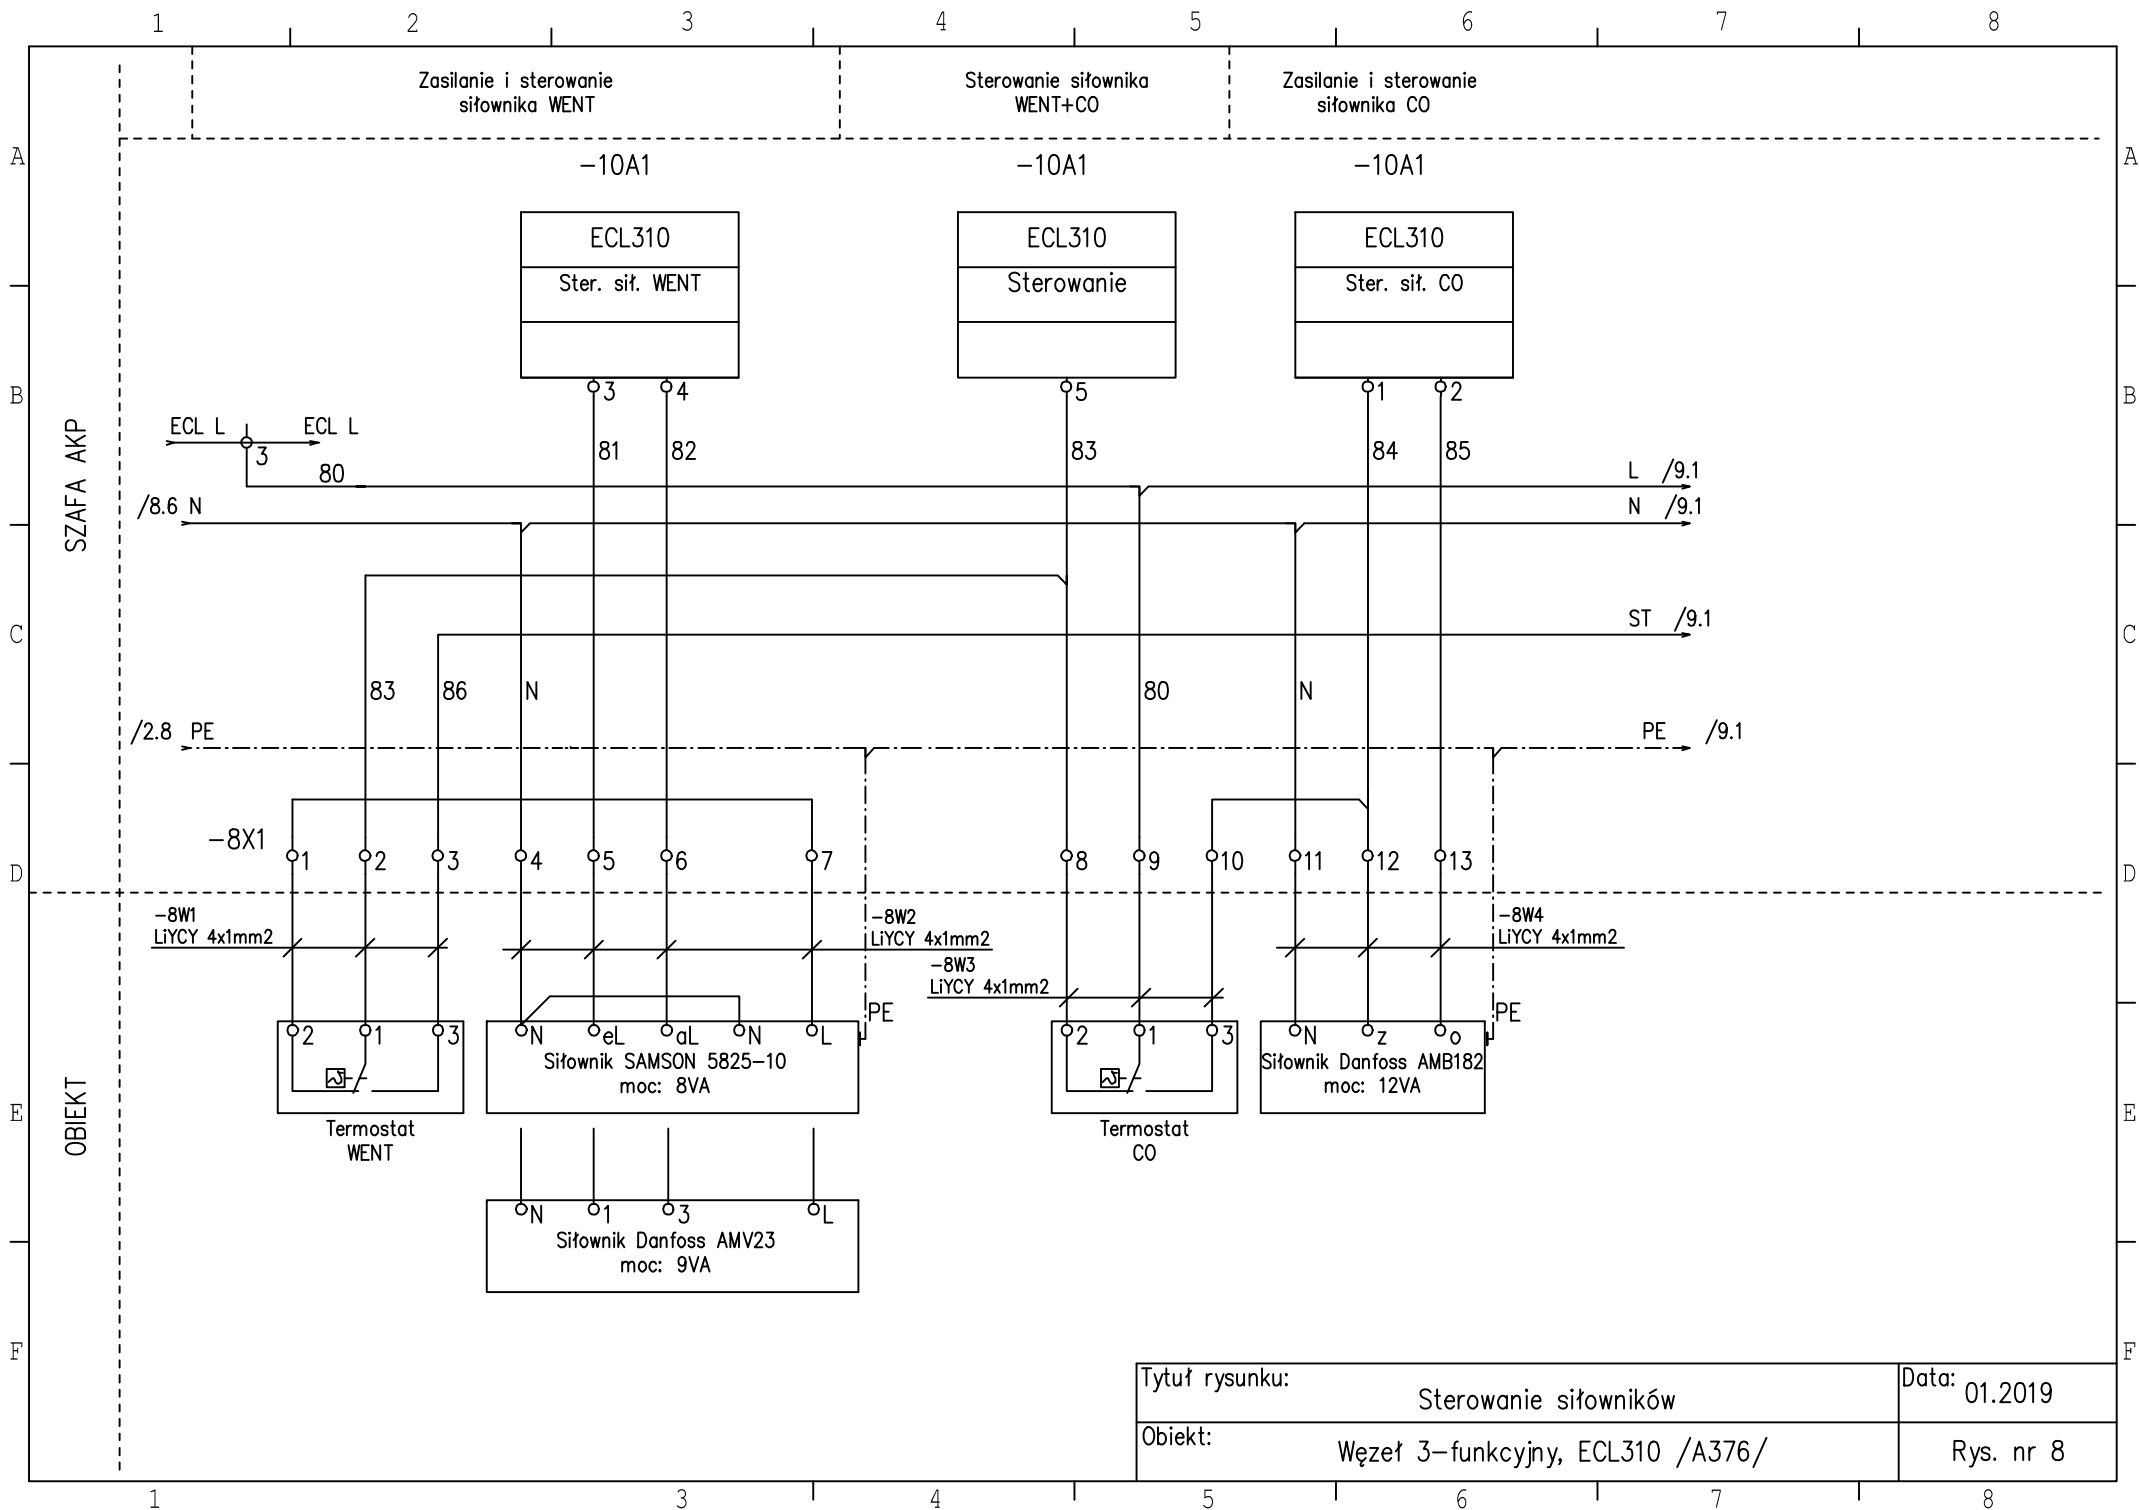 1 2 3 4 5 6 7 8
Zasilanie i sterowanie
siłownika WENT
Sterowanie siłownika
WENT+CO
Zasilanie i sterowanie
siłownika CO
A A
-10A1 -10A1 -10A1
ECL310 ECL310 ECL310
Ster. sił. WENT Sterowanie Ster. sił. CO
3 4 5 1 2
B B
SZAFA AKP
ECL L ECL L
3
81 82 83 84 85
80
L /9.1
/8.6 N
N /9.1
C C
ST /9.1
83 86 N 80 N
/2.8 PE
PE /9.1
-8X1
1 2 3 4 5 6 7 8 9 10 11 12 13
D D
-8W1
LiYCY 4x1mm2
-8W2
LiYCY 4x1mm2
-8W3
LiYCY 4x1mm2
-8W4
LiYCY 4x1mm2
PE PE
2 1 3 N eL aL N L 2 1 3 N z o
Siłownik SAMSON 5825-10
moc: 8VA
Siłownik Danfoss AMB182
moc: 12VA
E E
OBIEKT
Termostat
WENT
Termostat
CO
N 1 3 L
Siłownik Danfoss AMV23
moc: 9VA
F F
Tytuł rysunku:
Sterowanie siłowników
Data: 01.2019
Obiekt:
Węzeł 3-funkcyjny, ECL310 /A376/
Rys. nr 8
1 3 4 5 6 7 8